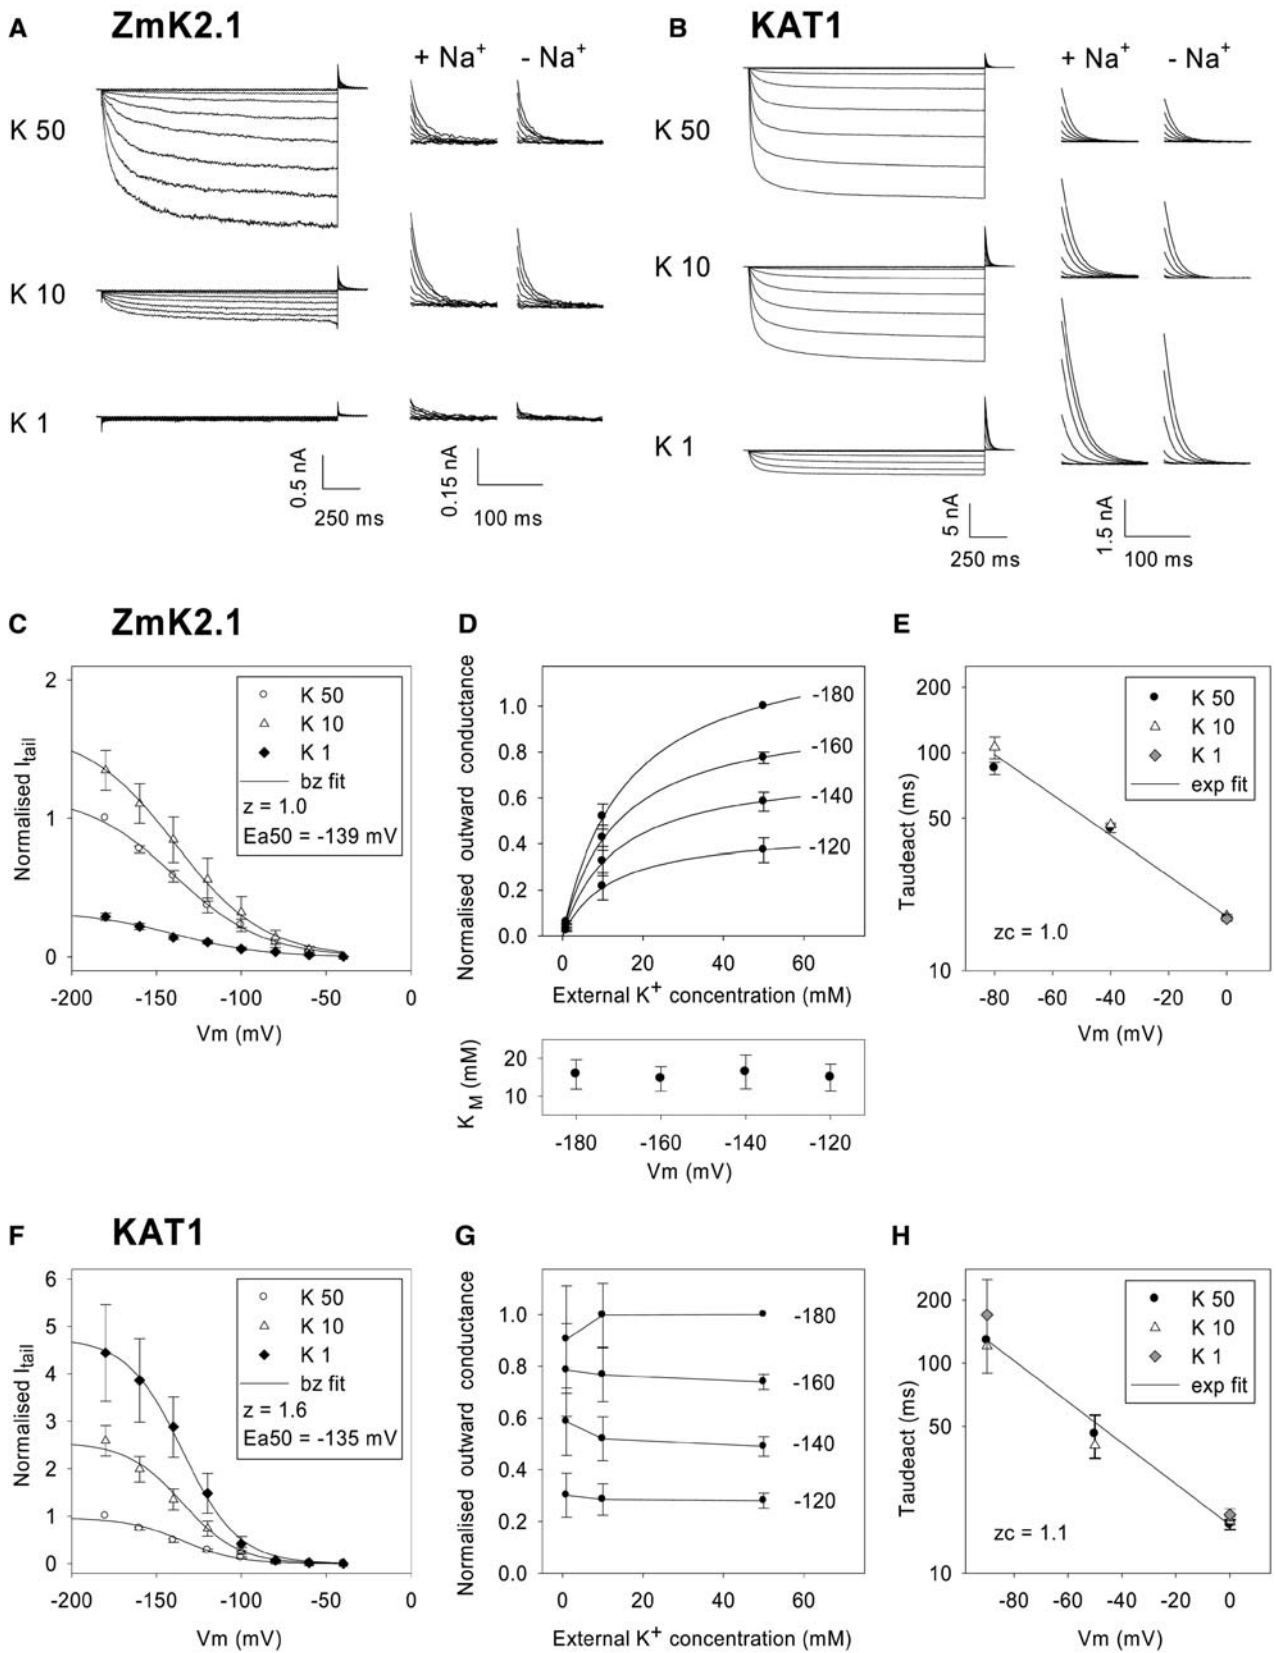 A ZmK2.1
+ Na+ - Na+
K 50
K 10
K 1
0.5 nA
250 ms
0.15 nA
100 ms
B KAT1
+ Na+ - Na+
K 50
K 10
K 1
5 nA
250 ms
1.5 nA
100 ms
C ZmK2.1
Normalised Itail
2
1
0
-200 -150 -100 -50 0
Vm (mV)
K 50
K 10
K 1
bz fit
z = 1.0
Ea50 = -139 mV
D
Normalised outward conductance
1.0
0.8
0.6
0.4
0.2
0.0
-180
-160
-140
-120
0 20 40 60
External K+ concentration (mM)
KM (mM)
20
10
-180 -160 -140 -120
Vm (mV)
E
Taudeact (ms)
200
100
50
10
K 50
K 10
K 1
exp fit
zc = 1.0
-80 -60 -40 -20 0
Vm (mV)
F KAT1
Normalised Itail
6
5
4
3
2
1
0
K 50
K 10
K 1
bz fit
z = 1.6
Ea50 = -135 mV
-200 -150 -100 -50 0
Vm (mV)
G
Normalised outward conductance
1.0
0.8
0.6
0.4
0.2
0.0
-180
-160
-140
-120
0 20 40 60
External K+ concentration (mM)
H
Taudeact (ms)
200
100
50
10
K 50
K 10
K 1
exp fit
zc = 1.1
-80 -60 -40 -20 0
Vm (mV)